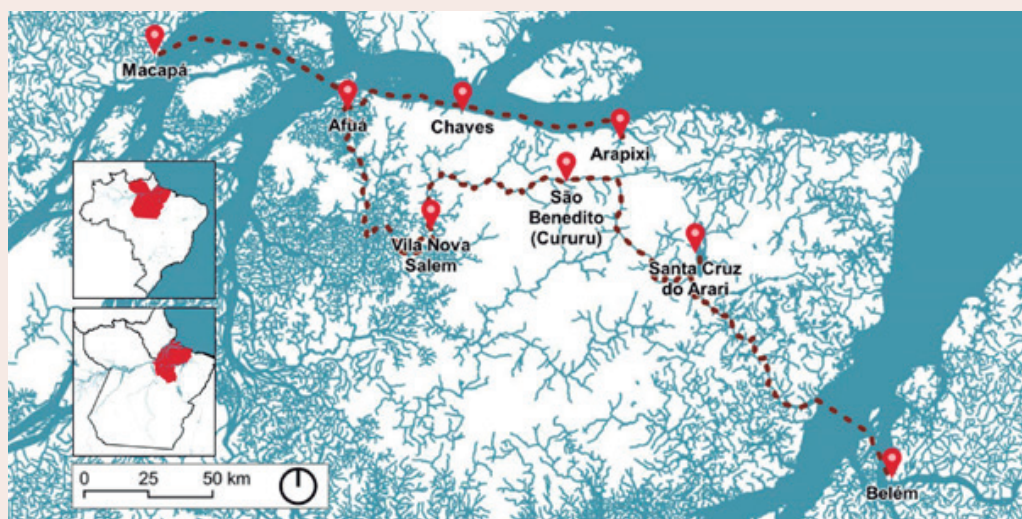 Macapá
Afuá
Chaves
Arapixi
São
Benedito
(Cururu)
Vila Nova
Salem
Santa Cruz
do Arari
Belém
0 25 50 km